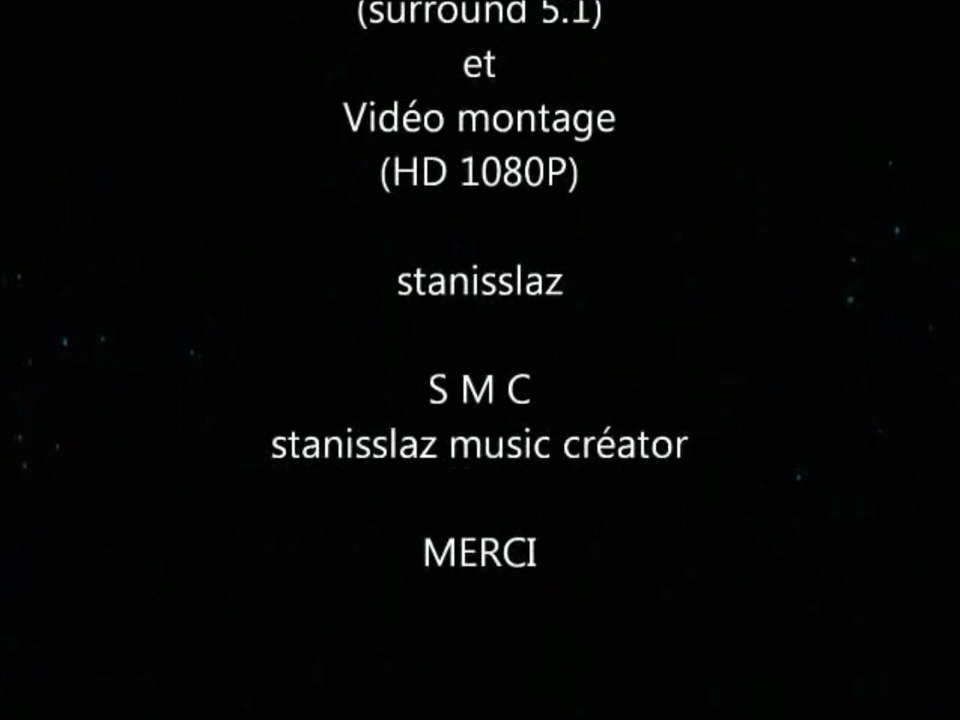 (surround 5.1)
et
Vidéo montage
(HD 1080P)
stanisslaz
S M C
stanisslaz music créator
MERCI